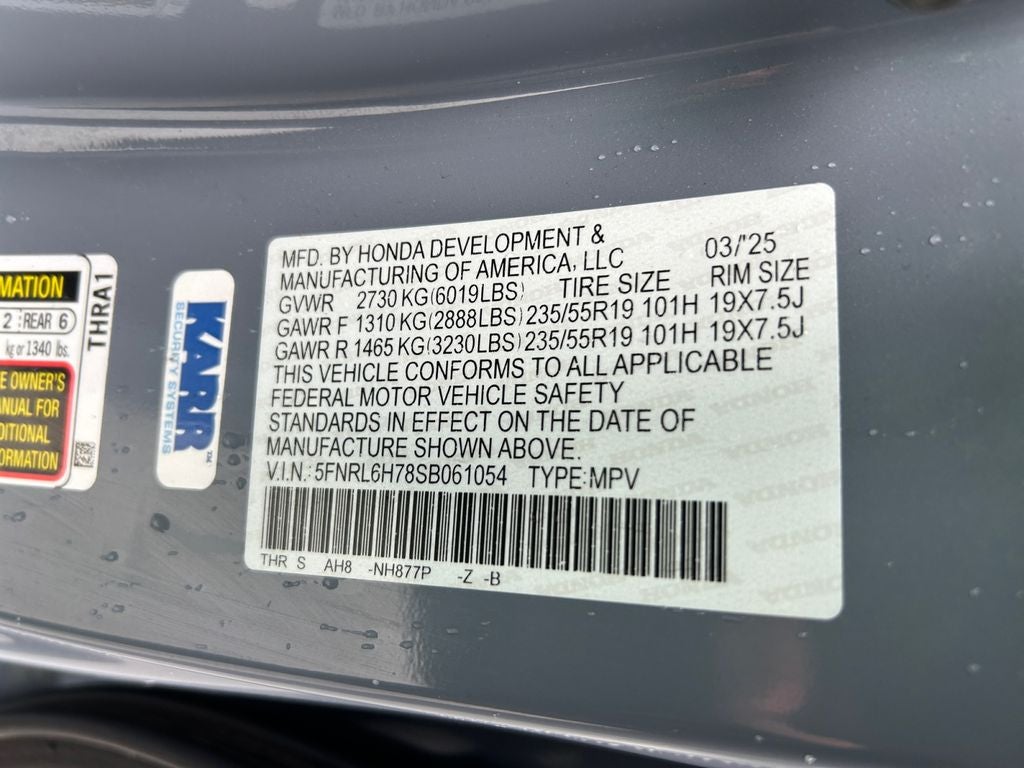 MFD. BY HONDA DEVELOPMENT &
MANUFACTURING OF AMERICA, LLC 03/'25
GVWR 2730 KG(6019LBS) TIRE SIZE RIM SIZE
GAWR F 1310 KG(2888LBS) 235/55R19 101H 19X7.5J
GAWR R 1465 KG(3230LBS) 235/55R19 101H 19X7.5J
THIS VEHICLE CONFORMS TO ALL APPLICABLE
FEDERAL MOTOR VEHICLE SAFETY
STANDARDS IN EFFECT ON THE DATE OF
MANUFACTURE SHOWN ABOVE.
V.I.N.: 5FNRL6H78SB061054 TYPE:MPV
THR S AH8 -NH877P -Z -B
KARR
TM
SECURITY SYSTEMS
MATION
2 REAR 6
kg or 1340 lbs.
E OWNER'S
ANUAL FOR
DITIONAL
FORMATION
THRA1